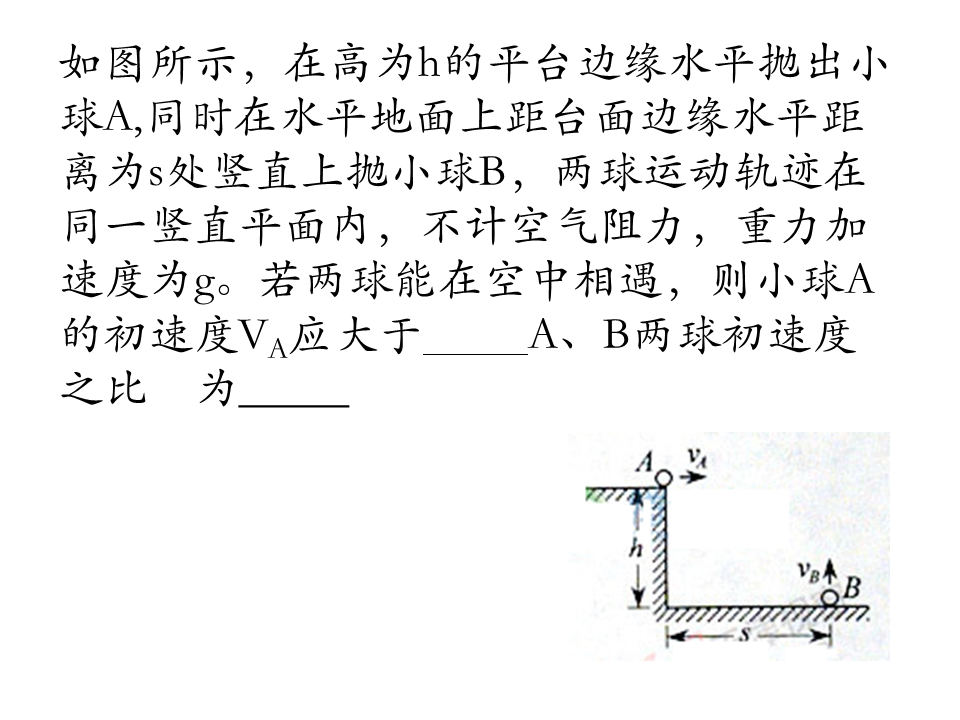 如图所示，在高为h的平台边缘水平抛出小
球A,同时在水平地面上距台面边缘水平距
离为s处竖直上抛小球B，两球运动轨迹在
同一竖直平面内，不计空气阻力，重力加
速度为g。若两球能在空中相遇，则小球A
的初速度VA应大于_____A、B两球初速度
之比 为_____
A vA
h
vB B
s